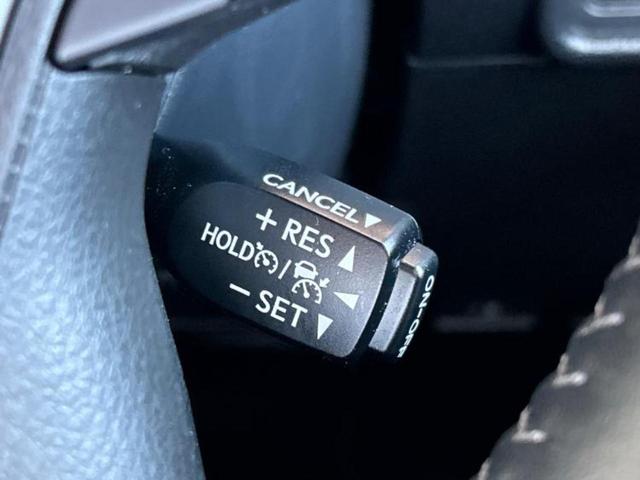 CANCEL▼
+ RES ▲
HOLD /
− SET ▼
ON-OFF